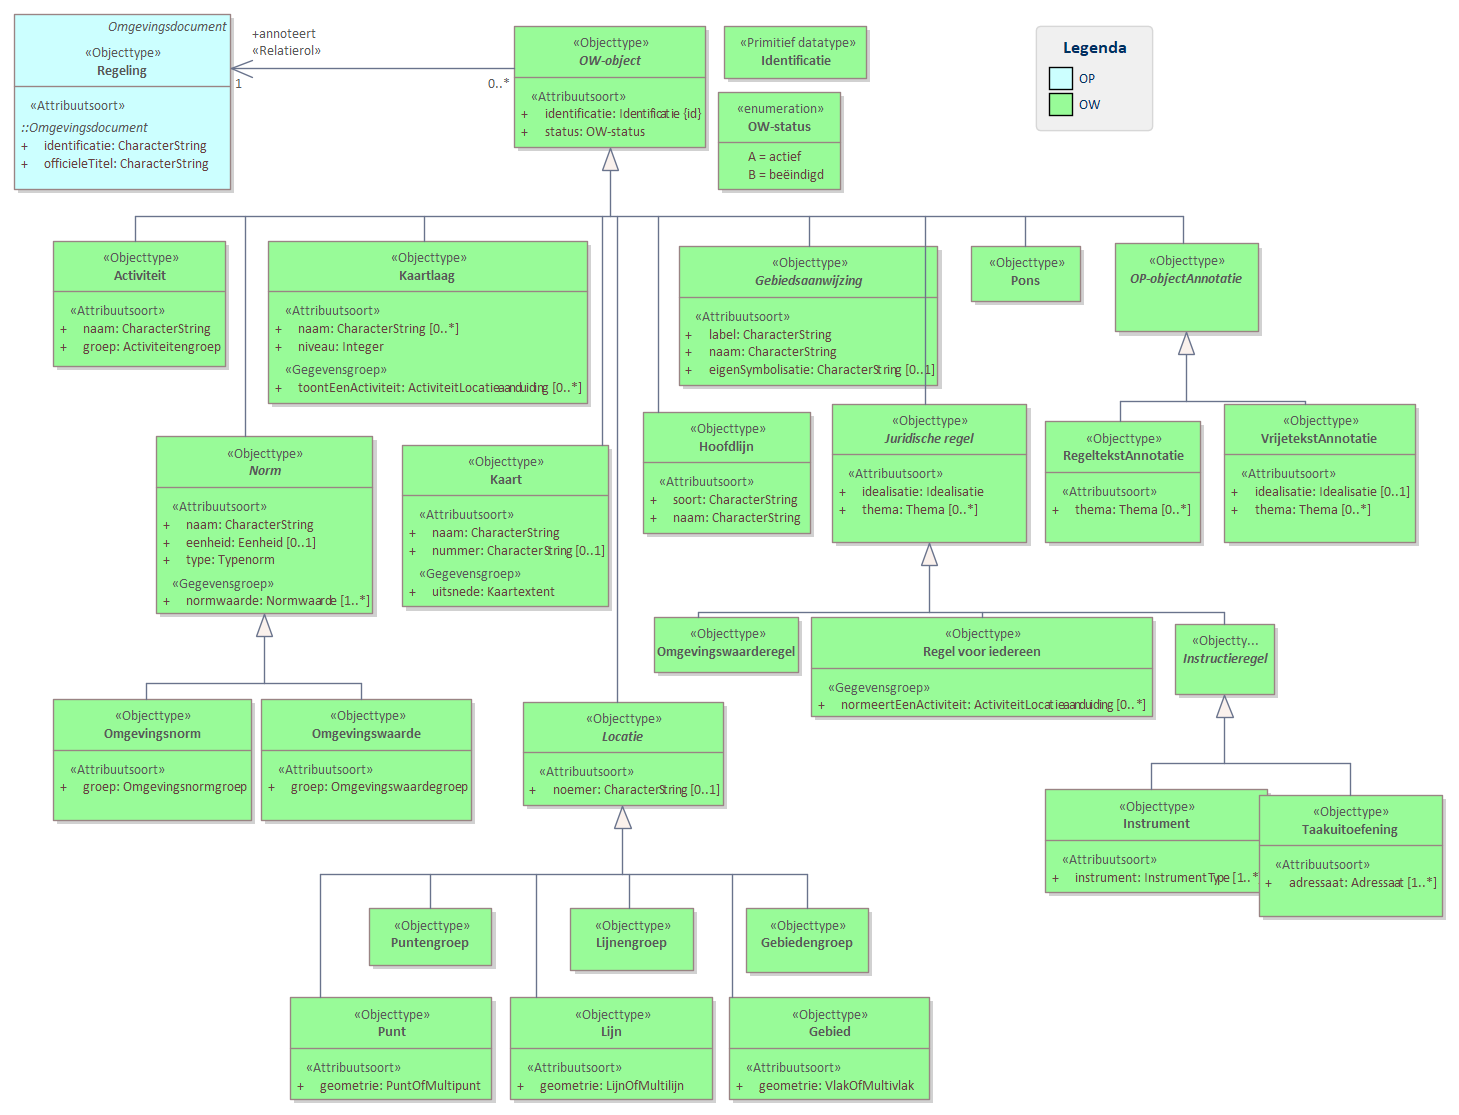 Omgevingsdocument
«Objecttype»
Regeling
«Attribuutsoort»
::Omgevingsdocument
+ identificatie: CharacterString
+ officieleTitel: CharacterString
+annoteert
«Relatierol»
1
0..*
«Objecttype»
OW-object
«Attribuutsoort»
+ identificatie: Identificatie {id}
+ status: OW-status
«Primitief datatype»
Identificatie
«enumeration»
OW-status
A = actief
B = beëindigd
Legenda
OP
OW
«Objecttype»
Activiteit
«Attribuutsoort»
+ naam: CharacterString
+ groep: Activiteitengroep
«Objecttype»
Kaartlaag
«Attribuutsoort»
+ naam: CharacterString [0..*]
+ niveau: Integer
«Gegevensgroep»
+ toontEenActiviteit: ActiviteitLocatieaanduiding [0..*]
«Objecttype»
Gebiedsaanwijzing
«Attribuutsoort»
+ label: CharacterString
+ naam: CharacterString
+ eigenSymbolisatie: CharacterString [0..1]
«Objecttype»
Pons
«Objecttype»
OP-objectAnnotatie
«Objecttype»
Norm
«Attribuutsoort»
+ naam: CharacterString
+ eenheid: Eenheid [0..1]
+ type: Typenorm
«Gegevensgroep»
+ normwaarde: Normwaarde [1..*]
«Objecttype»
Kaart
«Attribuutsoort»
+ naam: CharacterString
+ nummer: CharacterString [0..1]
«Gegevensgroep»
+ uitsnede: Kaartextent
«Objecttype»
Hoofdlijn
«Attribuutsoort»
+ soort: CharacterString
+ naam: CharacterString
«Objecttype»
Juridische regel
«Attribuutsoort»
+ idealisatie: Idealisatie
+ thema: Thema [0..*]
«Objecttype»
RegeltekstAnnotatie
«Attribuutsoort»
+ thema: Thema [0..*]
«Objecttype»
VrijetekstAnnotatie
«Attribuutsoort»
+ idealisatie: Idealisatie [0..1]
+ thema: Thema [0..*]
«Objecttype»
Omgevingswaarderegel
«Objecttype»
Regel voor iedereen
«Gegevensgroep»
+ normeertEenActiviteit: ActiviteitLocatieaanduiding [0..*]
«Objectty...
Instructieregel
«Objecttype»
Omgevingsnorm
«Attribuutsoort»
+ groep: Omgevingsnormgroep
«Objecttype»
Omgevingswaarde
«Attribuutsoort»
+ groep: Omgevingswaardegroep
«Objecttype»
Locatie
«Attribuutsoort»
+ noemer: CharacterString [0..1]
«Objecttype»
Instrument
«Attribuutsoort»
+ instrument: InstrumentType [1..*
«Objecttype»
Taakuitoefening
«Attribuutsoort»
+ adressaat: Adressaat [1..*]
«Objecttype»
Puntengroep
«Objecttype»
Lijnengroep
«Objecttype»
Gebiedengroep
«Objecttype»
Punt
«Attribuutsoort»
+ geometrie: PuntOfMultipunt
«Objecttype»
Lijn
«Attribuutsoort»
+ geometrie: LijnOfMultilijn
«Objecttype»
Gebied
«Attribuutsoort»
+ geometrie: VlakOfMultivlak